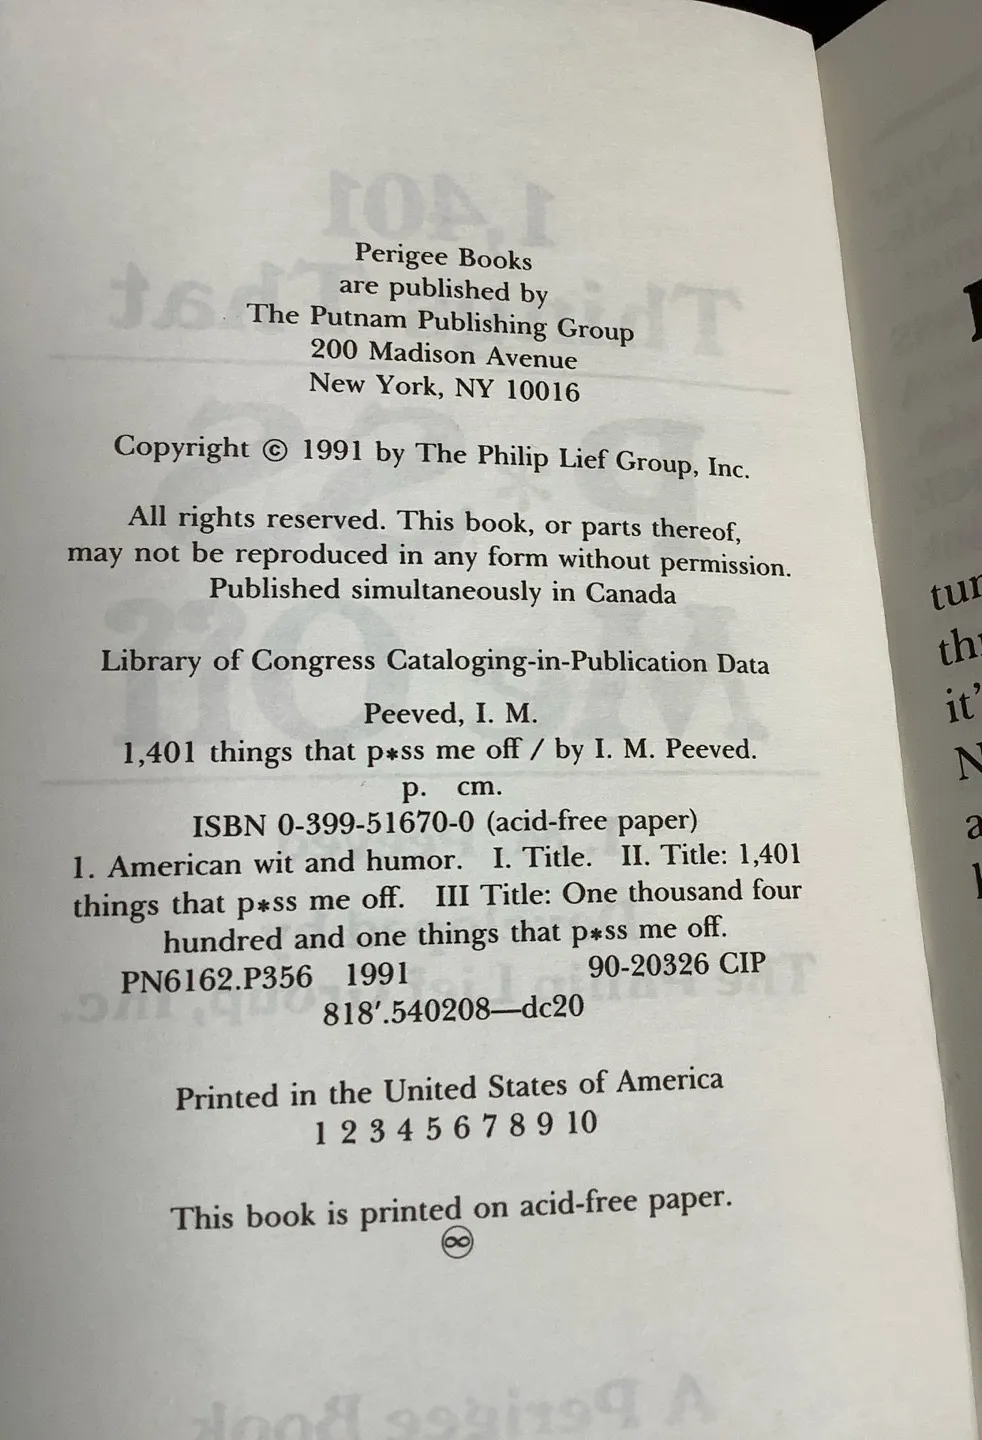 Perigee Books
are published by
The Putnam Publishing Group
200 Madison Avenue
New York, NY 10016
Copyright © 1991 by The Philip Lief Group, Inc.
All rights reserved. This book, or parts thereof,
may not be reproduced in any form without permission.
Published simultaneously in Canada
Library of Congress Cataloging-in-Publication Data
Peeved, I. M.
1,401 things that p*ss me off / by I. M. Peeved.
p. cm.
ISBN 0-399-51670-0 (acid-free paper)
1. American wit and humor. I. Title. II. Title: 1,401
things that p*ss me off. III Title: One thousand four
hundred and one things that p*ss me off.
PN6162.P356 1991 90-20326 CIP
818′.540208—dc20
Printed in the United States of America
1 2 3 4 5 6 7 8 9 10
This book is printed on acid-free paper.
♾